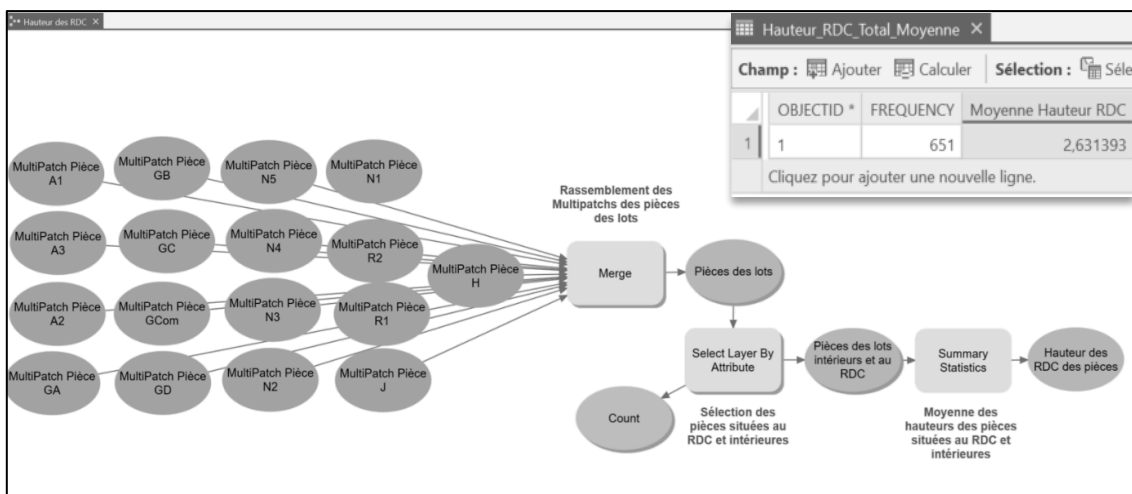 Hauteur des RDC ×
Hauteur_RDC_Total_Moyenne ×
Champ : Ajouter Calculer Sélection : Séle
OBJECTID * FREQUENCY Moyenne Hauteur RDC
1 1 651 2,631393
Cliquez pour ajouter une nouvelle ligne.
MultiPatch Pièce
A1
MultiPatch Pièce
GB
MultiPatch Pièce
N5
MultiPatch Pièce
N1
MultiPatch Pièce
A3
MultiPatch Pièce
GC
MultiPatch Pièce
N4
MultiPatch Pièce
R2
MultiPatch Pièce
H
MultiPatch Pièce
A2
MultiPatch Pièce
GCom
MultiPatch Pièce
N3
MultiPatch Pièce
R1
MultiPatch Pièce
GA
MultiPatch Pièce
GD
MultiPatch Pièce
N2
MultiPatch Pièce
J
Rassemblement des
Multipatchs des pièces
des lots
Merge
Pièces des lots
Select Layer By
Attribute
Count
Sélection des
pièces situées au
RDC et intérieures
Pièces des lots
intérieurs et au
RDC
Summary
Statistics
Moyenne des
hauteurs des pièces
situées au RDC et
intérieures
Hauteur des
RDC des pièces